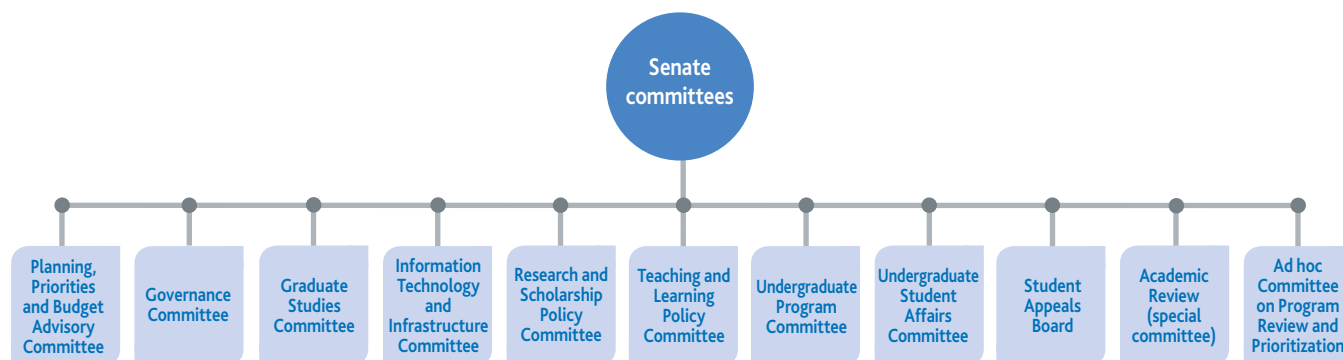 Senate
committees
Planning,
Priorities
and Budget
Advisory
Committee
Governance
Committee
Graduate
Studies
Committee
Information
Technology
and
Infrastructure
Committee
Research and
Scholarship
Policy
Committee
Teaching and
Learning
Policy
Committee
Undergraduate
Program
Committee
Undergraduate
Student
Affairs
Committee
Student
Appeals
Board
Academic
Review
(special
committee)
Ad hoc
Committee
on Program
Review and
Prioritization